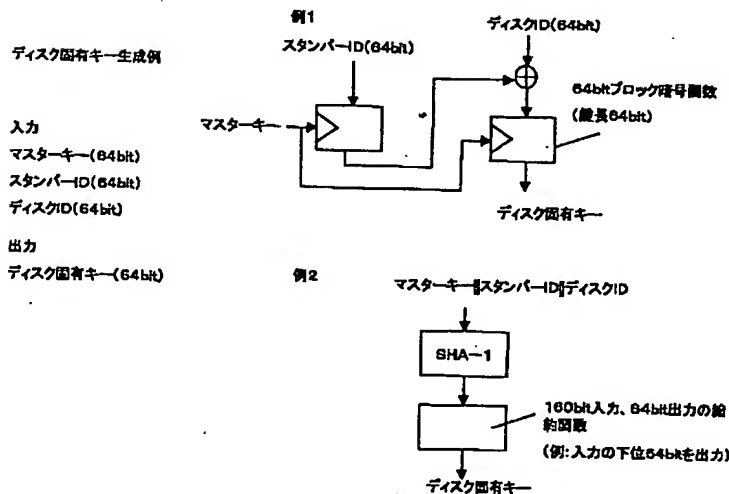 ディスク固有キー生成例
入力
マスターキー(64bit)
スタンパーID(64bit)
ディスクID(64bit)
出力
ディスク固有キー(64bit)
例1
スタンパーID(64bit)
ディスクID(64bit)
マスターキー
64bitブロック暗号関数
(鍵長64bit)
ディスク固有キー
例2
マスターキー||スタンパーID||ディスクID
SHA-1
160bit入力、64bit出力の縮
約関数
(例:入力の下位64bitを出力)
ディスク固有キー